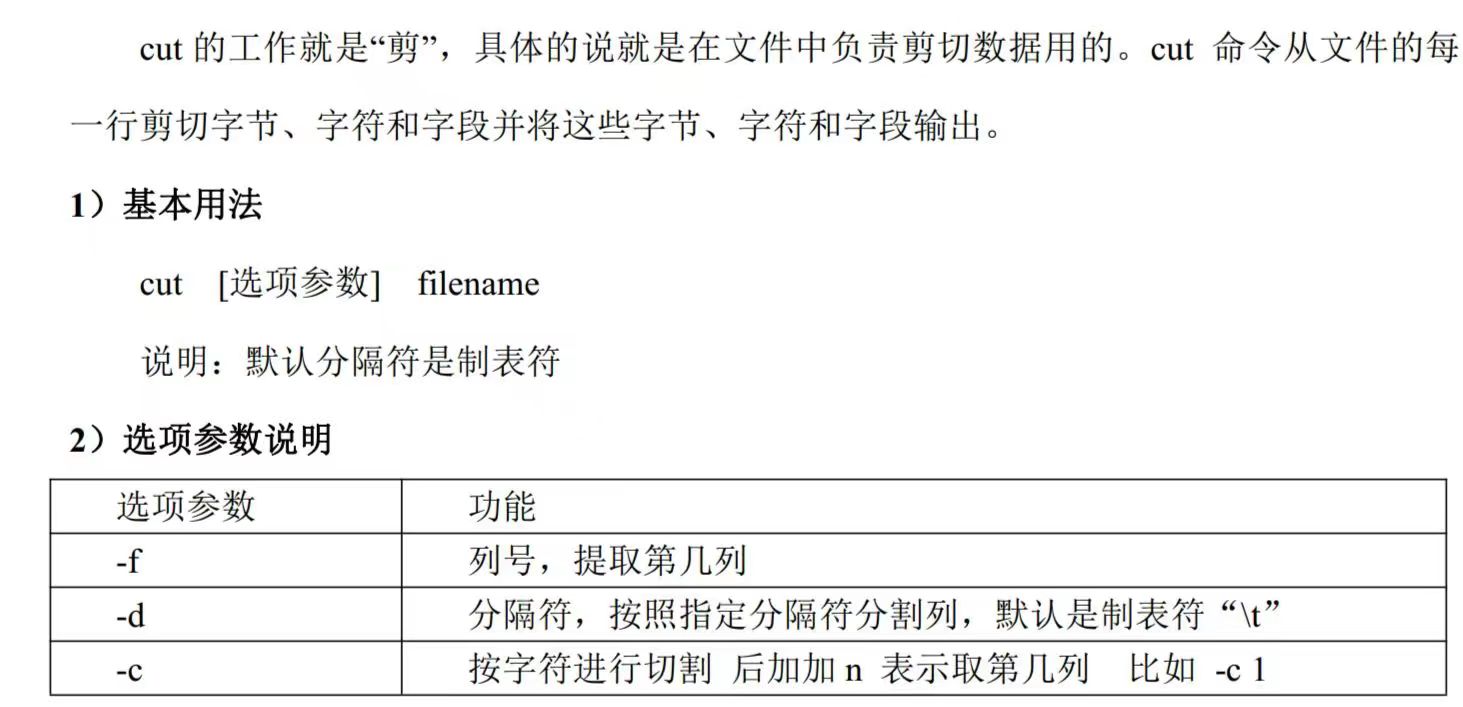 cut 的工作就是“剪”，具体的说就是在文件中负责剪切数据用的。cut 命令从文件的每
一行剪切字节、字符和字段并将这些字节、字符和字段输出。
1）基本用法
cut [选项参数] filename
说明：默认分隔符是制表符
2）选项参数说明
选项参数 功能
-f 列号，提取第几列
-d 分隔符，按照指定分隔符分割列，默认是制表符“\t”
-c 按字符进行切割 后加加 n 表示取第几列 比如 -c 1